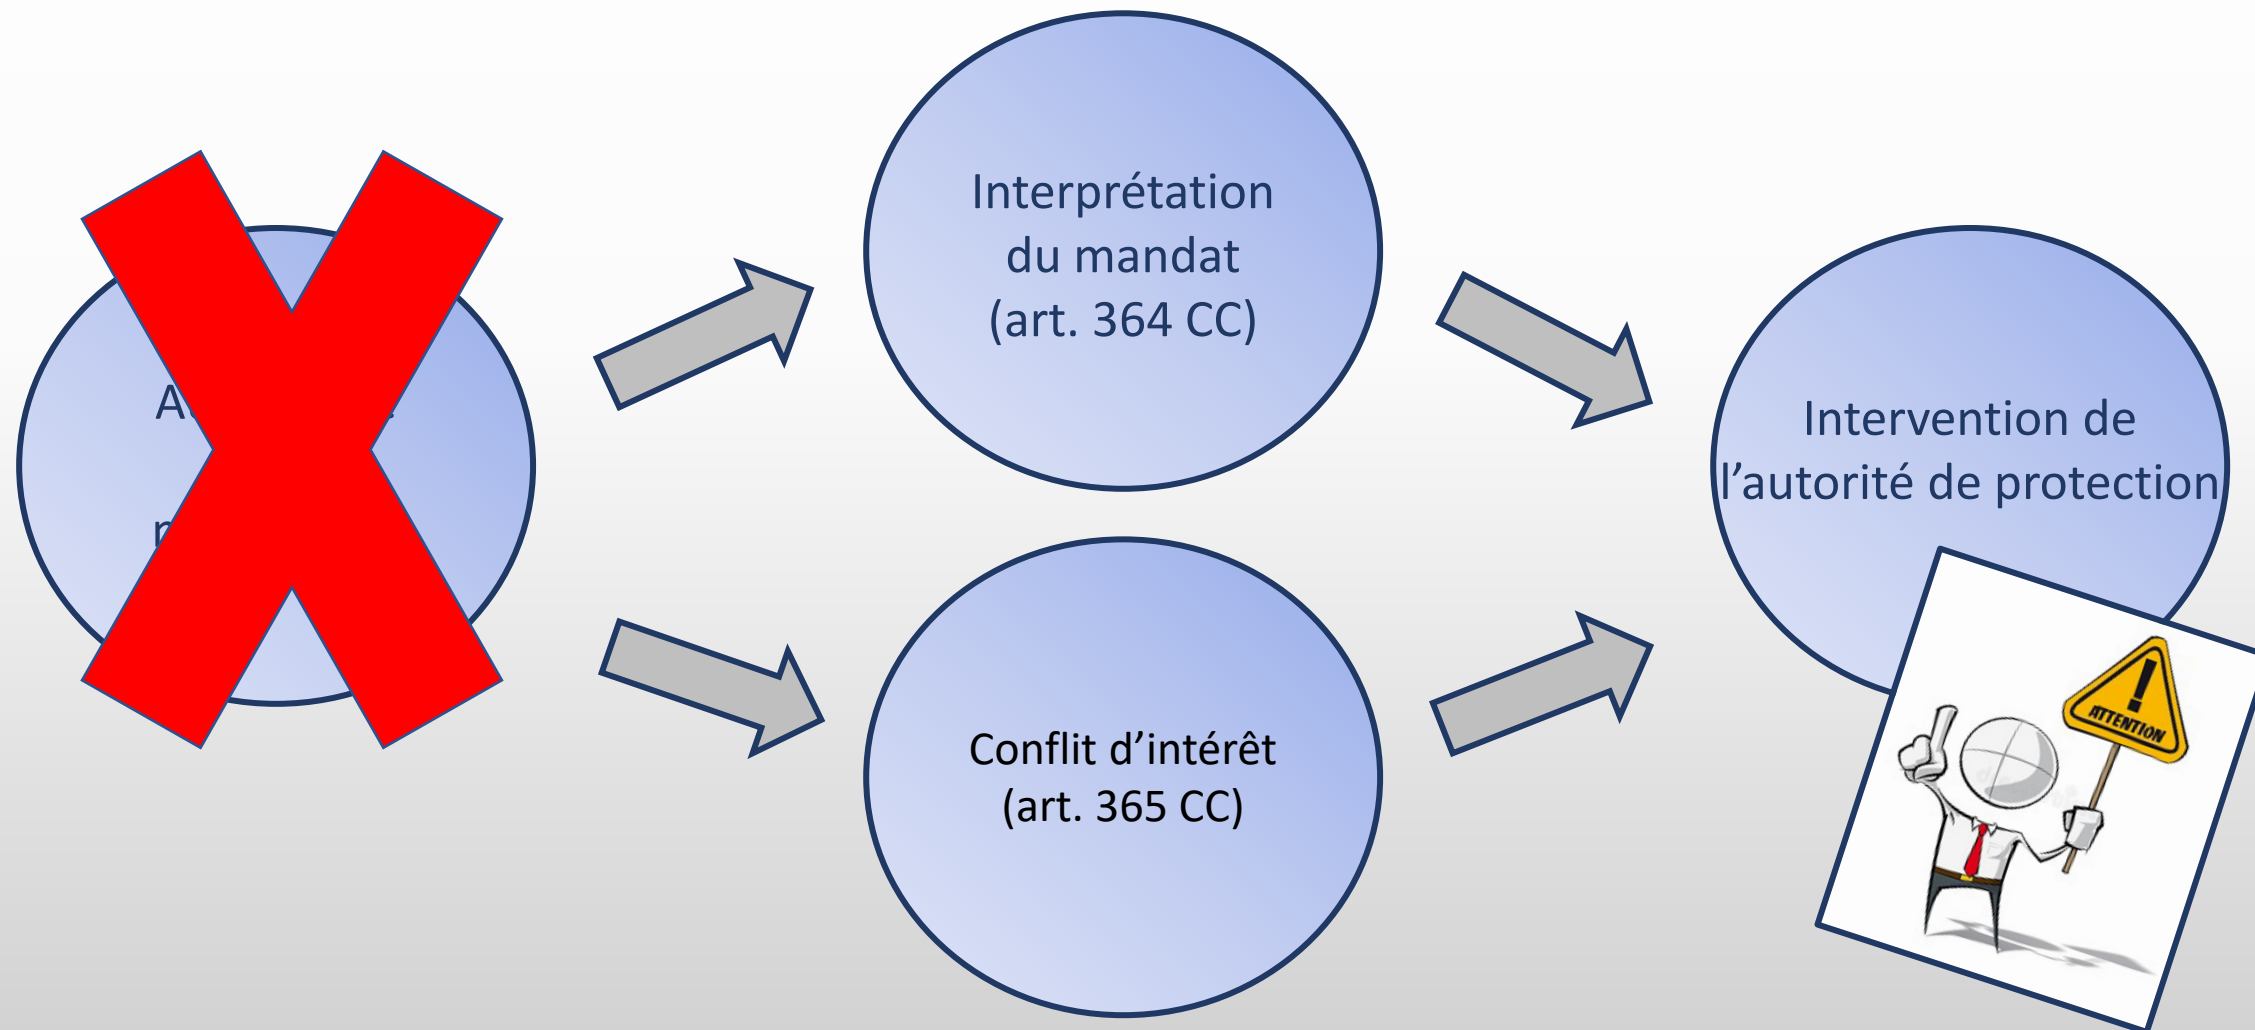 Interprétation
du mandat
(art. 364 CC)
Intervention de
l’autorité de protection
Conflit d’intérêt
(art. 365 CC)
ATTENTION